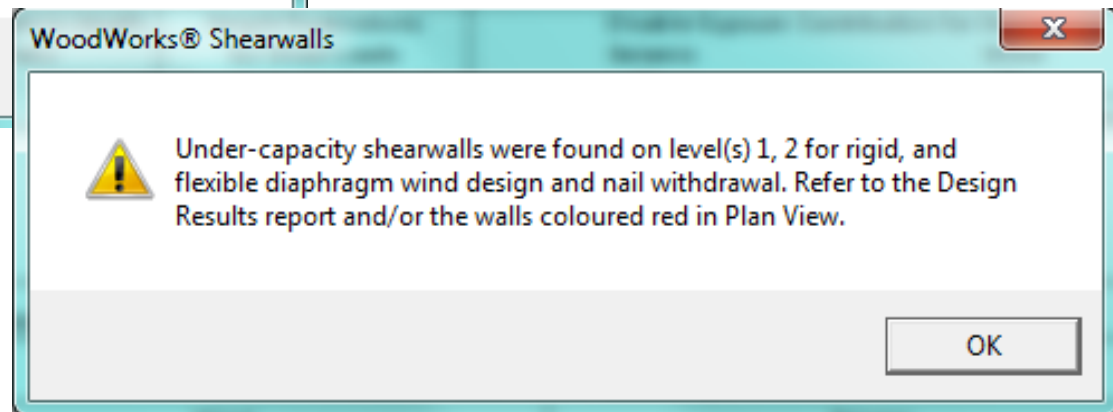 WoodWorks® Shearwalls
Under-capacity shearwalls were found on level(s) 1, 2 for rigid, and
flexible diaphragm wind design and nail withdrawal. Refer to the Design
Results report and/or the walls coloured red in Plan View.
OK